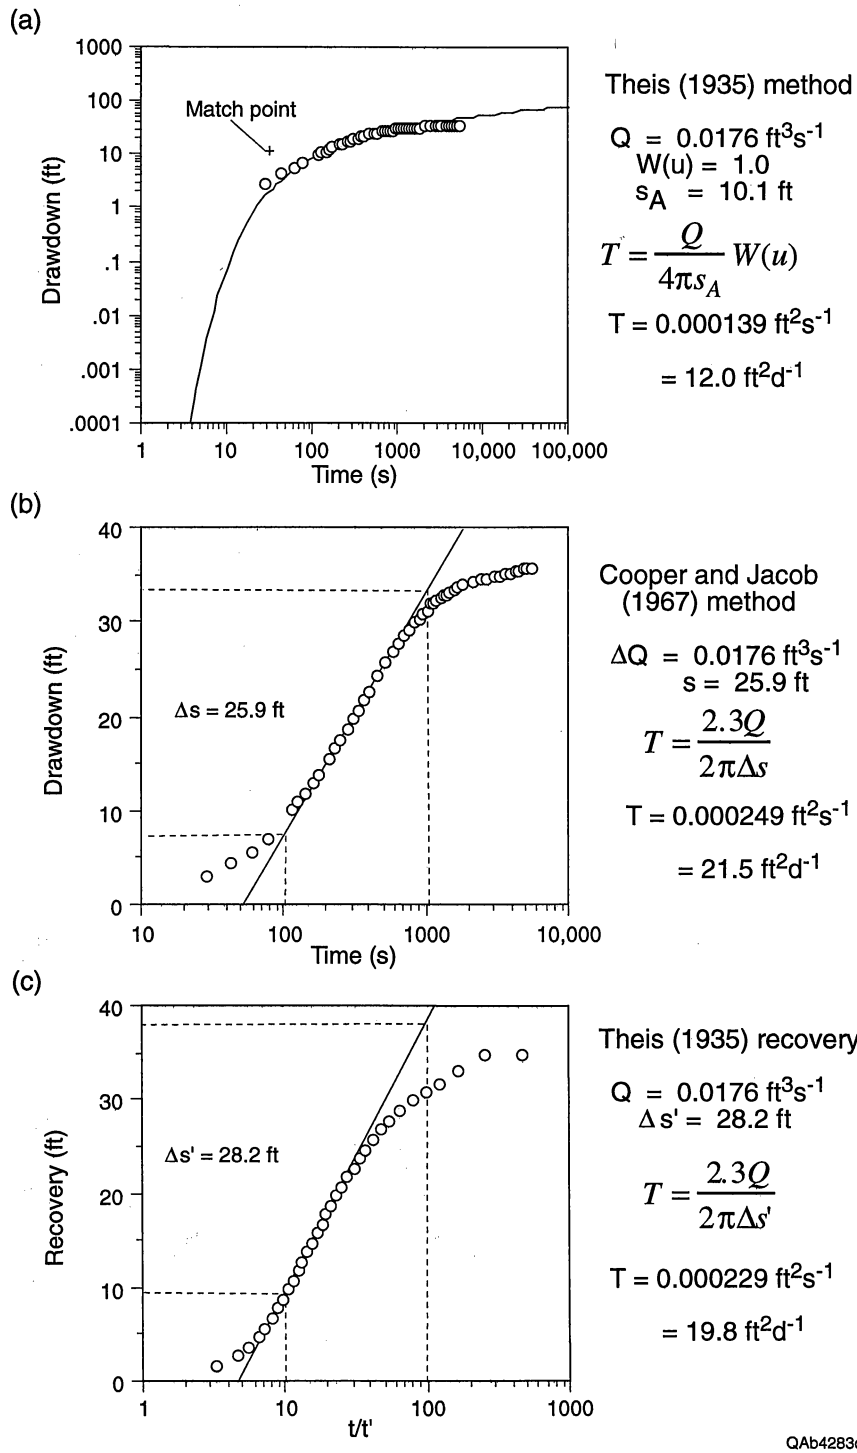 (a)
1000
100
10
1
.1
.01
.001
.0001
Drawdown (ft)
Match point
1 10 100 1000 10,000 100,000
Time (s)
Theis (1935) method
Q = 0.0176 ft³s⁻¹
W(u) = 1.0
s_A = 10.1 ft
T = Q / 4πs_A W(u)
T = 0.000139 ft²s⁻¹
= 12.0 ft²d⁻¹
(b)
40
30
20
10
0
Drawdown (ft)
Δs = 25.9 ft
10 100 1000 10,000
Time (s)
Cooper and Jacob
(1967) method
ΔQ = 0.0176 ft³s⁻¹
s = 25.9 ft
T = 2.3Q / 2πΔs
T = 0.000249 ft²s⁻¹
= 21.5 ft²d⁻¹
(c)
40
30
20
10
0
Recovery (ft)
Δs' = 28.2 ft
1 10 100 1000
t/t'
Theis (1935) recovery
Q = 0.0176 ft³s⁻¹
Δs' = 28.2 ft
T = 2.3Q / 2πΔs'
T = 0.000229 ft²s⁻¹
= 19.8 ft²d⁻¹